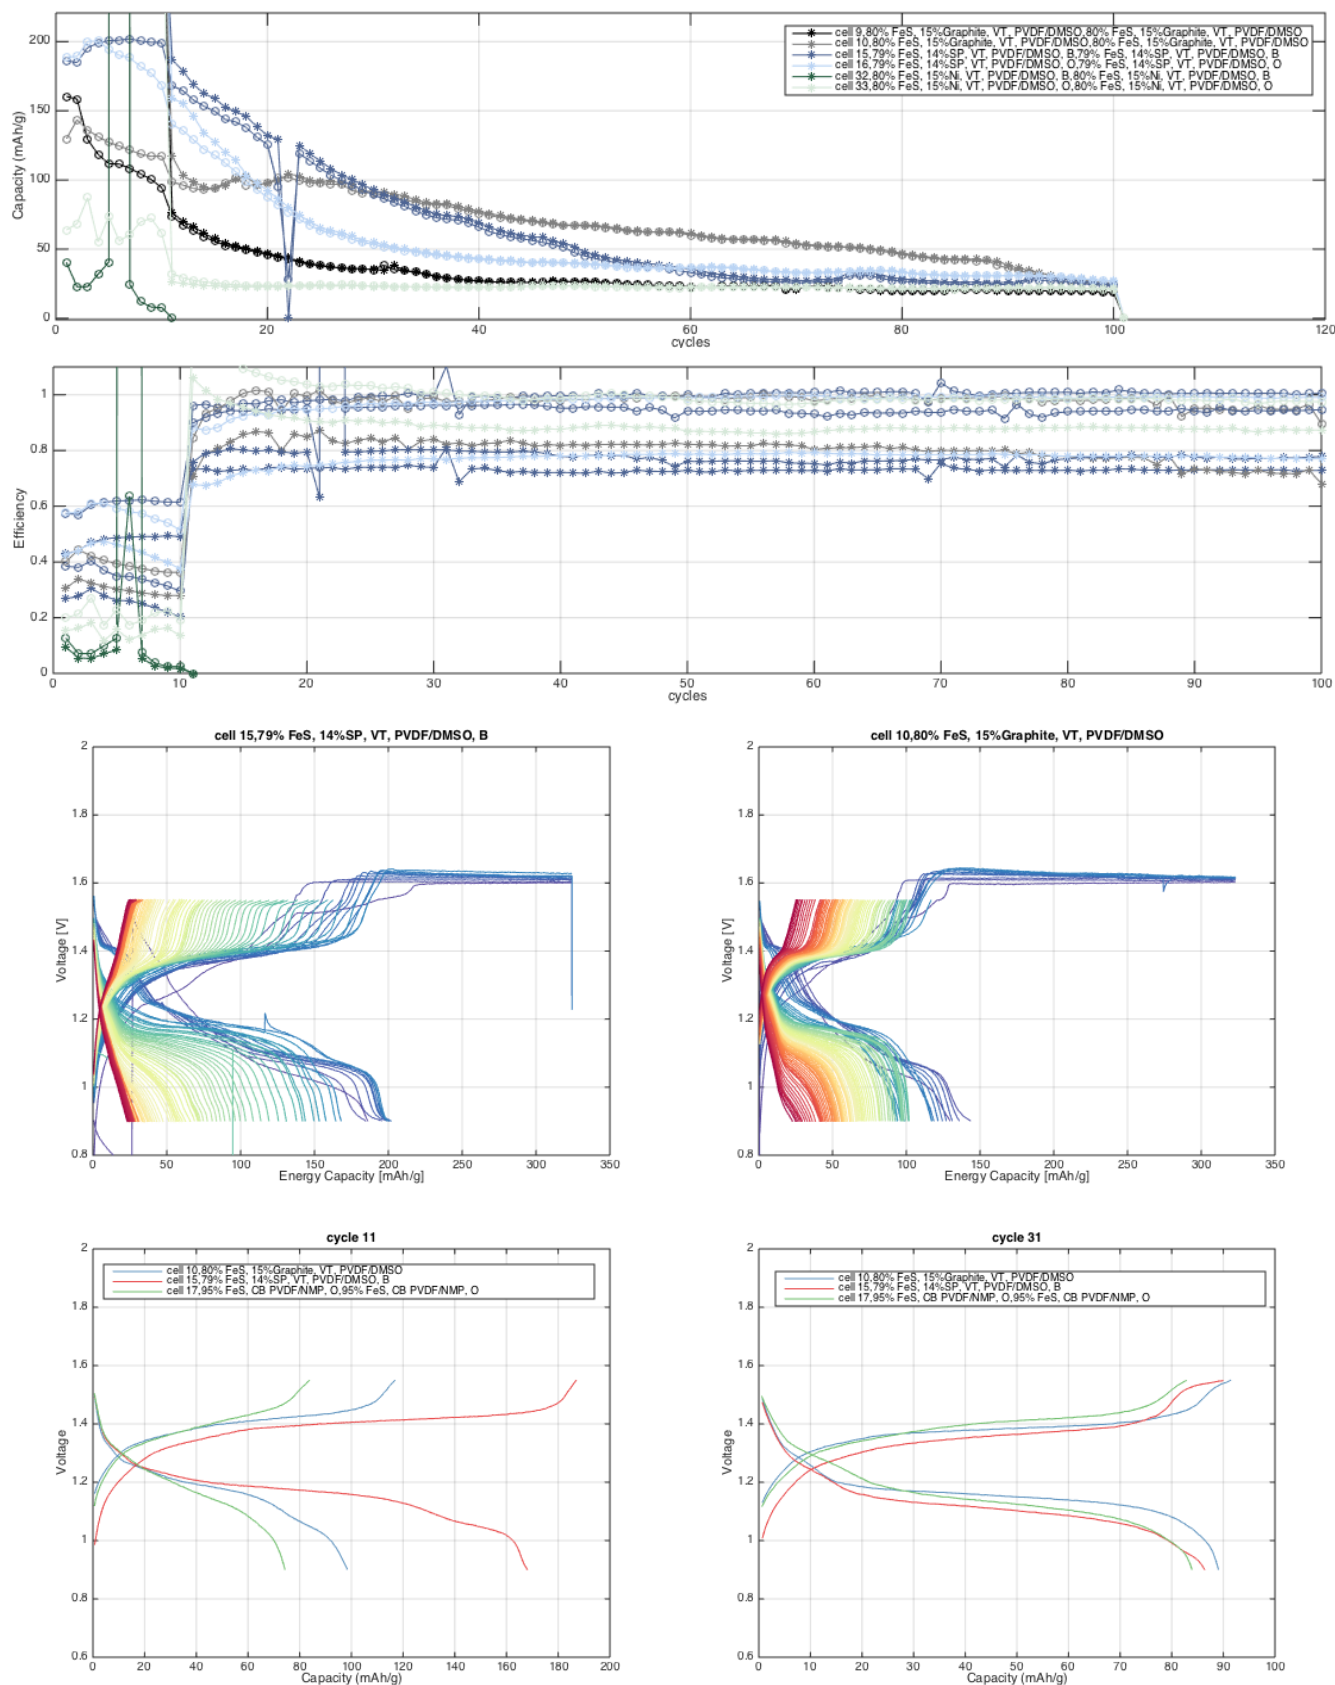 cell 9,80% FeS, 15%Graphite, VT, PVDF/DMSO,80% FeS, 15%Graphite, VT, PVDF/DMSO
cell 10,80% FeS, 15%Graphite, VT, PVDF/DMSO,80% FeS, 15%Graphite, VT, PVDF/DMSO
cell 15,79% FeS, 14%SP, VT, PVDF/DMSO, B,79% FeS, 14%SP, VT, PVDF/DMSO, B
cell 16,79% FeS, 14%SP, VT, PVDF/DMSO, O,79% FeS, 14%SP, VT, PVDF/DMSO, O
cell 32,80% FeS, 15%Ni, VT, PVDF/DMSO, B,80% FeS, 15%Ni, VT, PVDF/DMSO, B
cell 33,80% FeS, 15%Ni, VT, PVDF/DMSO, O,80% FeS, 15%Ni, VT, PVDF/DMSO, O
Capacity (mAh/g)
200
150
100
50
0
0 20 40 60 80 100 120
cycles
Efficiency
1
0.8
0.6
0.4
0.2
0
0 10 20 30 40 50 60 70 80 90 100
cycles
cell 15,79% FeS, 14%SP, VT, PVDF/DMSO, B
Voltage [V]
2
1.8
1.6
1.4
1.2
1
0.8
0 50 100 150 200 250 300 350
Energy Capacity [mAh/g]
cell 10,80% FeS, 15%Graphite, VT, PVDF/DMSO
Voltage [V]
2
1.8
1.6
1.4
1.2
1
0.8
0 50 100 150 200 250 300 350
Energy Capacity [mAh/g]
cycle 11
cell 10,80% FeS, 15%Graphite, VT, PVDF/DMSO
cell 15,79% FeS, 14%SP, VT, PVDF/DMSO, B
cell 17,95% FeS, CB PVDF/NMP, O,95% FeS, CB PVDF/NMP, O
Voltage
2
1.8
1.6
1.4
1.2
1
0.8
0.6
0 20 40 60 80 100 120 140 160 180 200
Capacity (mAh/g)
cycle 31
cell 10,80% FeS, 15%Graphite, VT, PVDF/DMSO
cell 15,79% FeS, 14%SP, VT, PVDF/DMSO, B
cell 17,95% FeS, CB PVDF/NMP, O,95% FeS, CB PVDF/NMP, O
Voltage
2
1.8
1.6
1.4
1.2
1
0.8
0.6
0 10 20 30 40 50 60 70 80 90 100
Capacity (mAh/g)